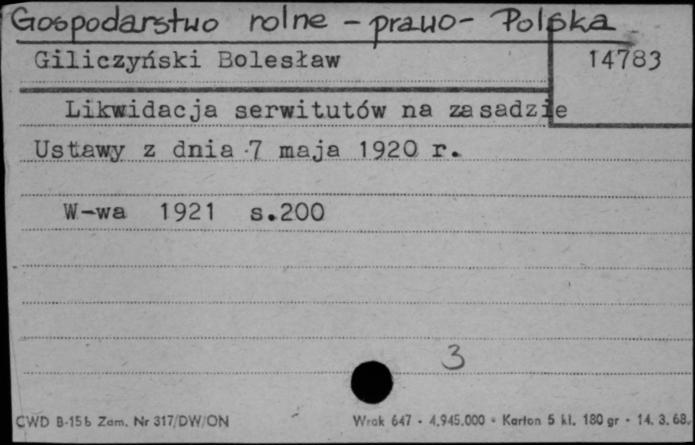 Gospodarstwo rolne - prawo - Polska
Giliczyński Bolesław 14783
Likwidacja serwitutów na zasadzie
Ustawy z dnia 7 maja 1920 r.
W-wa 1921 s.200
3
CWD B-15b Zam. Nr 317/DW/ON Wrak 647 - 4.945.000 - Karton 5 kl. 180 gr - 14. 3. 68.